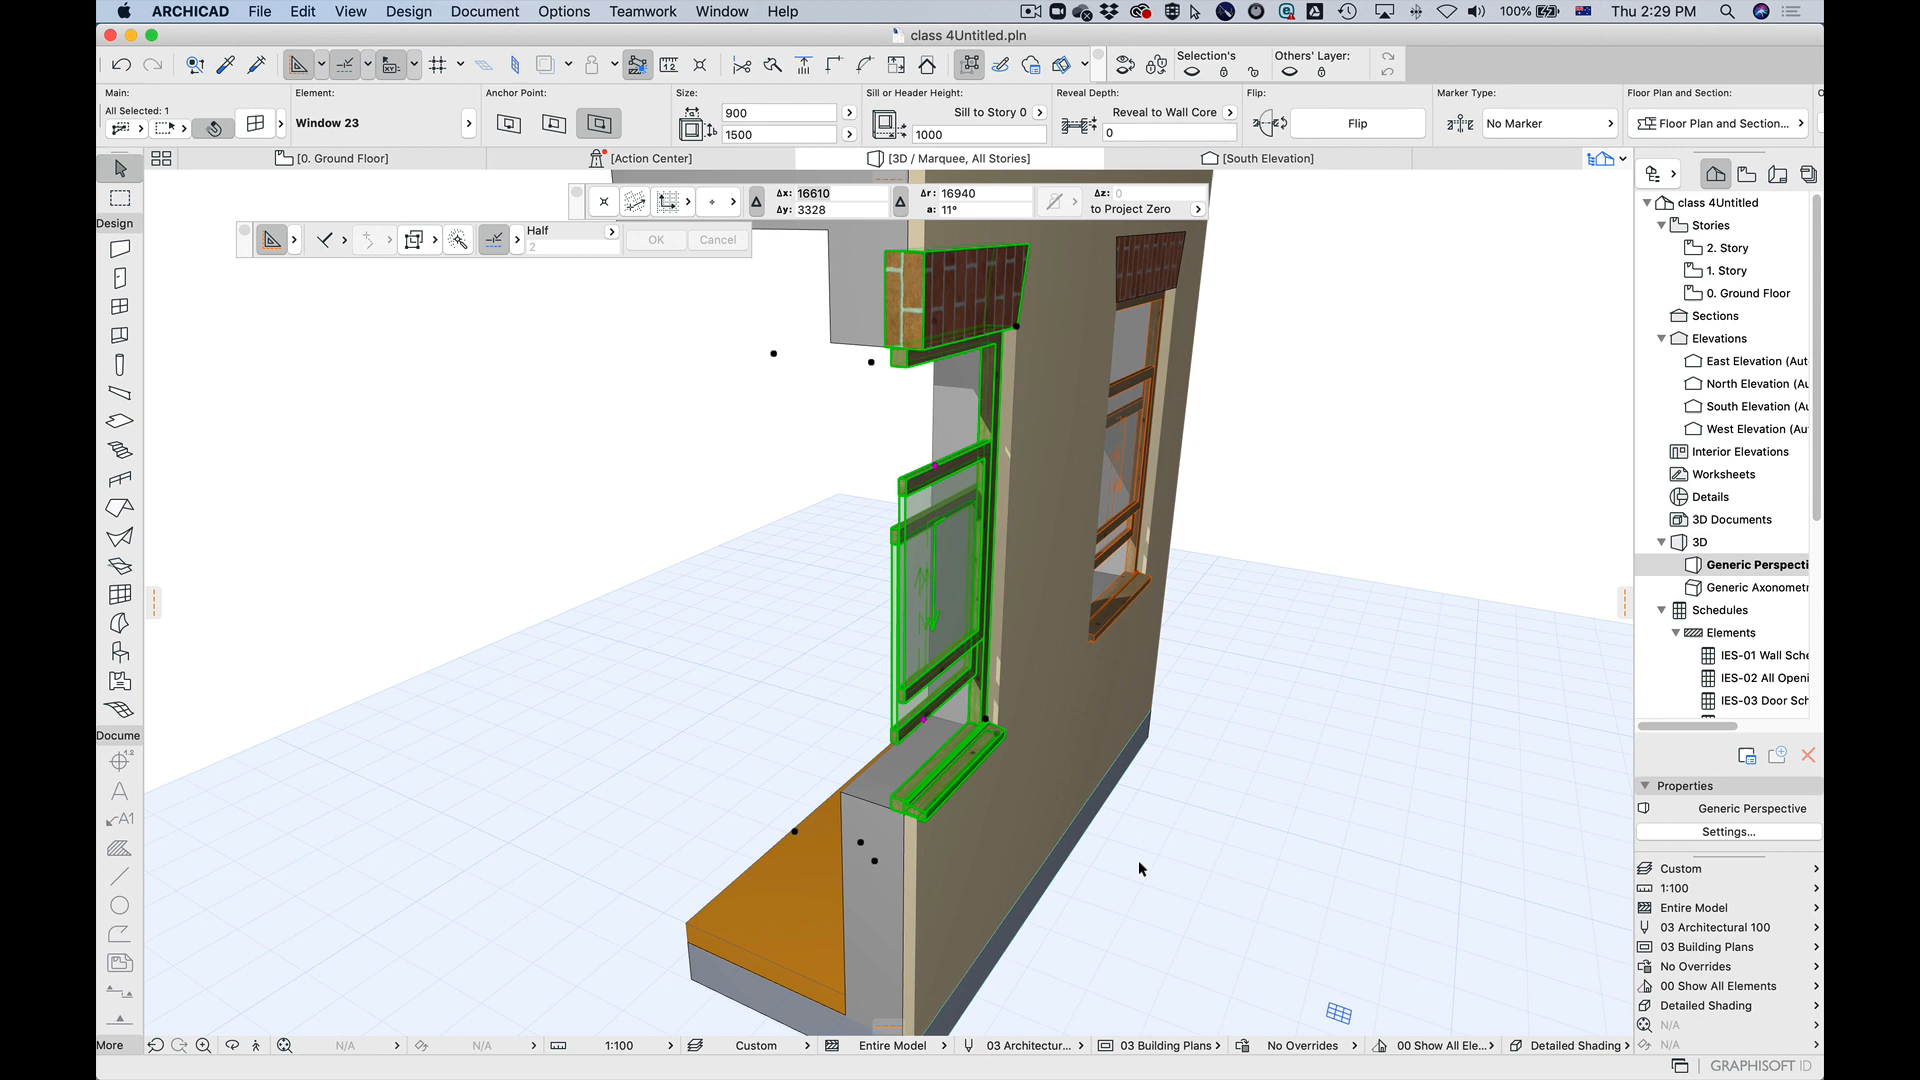 ARCHICAD File Edit View Design Document Options Teamwork Window Help 100% Thu 2:29 PM
class 4Untitled.pln
Selection's Others' Layer:
Main: Element: Anchor Point: Size: Sill or Header Height: Reveal Depth: Flip: Marker Type: Floor Plan and Section:
All Selected: 1
Window 23
900
1500
Sill to Story 0
1000
Reveal to Wall Core
0
Flip
No Marker
Floor Plan and Section...
[0. Ground Floor] [Action Center] [3D / Marquee, All Stories] [South Elevation]
Δx: 16610
Δy: 3328
Δr: 16940
a: 11°
Δz: 0
to Project Zero
Half
2
OK Cancel
Design
Docume
More
class 4Untitled
Stories
2. Story
1. Story
0. Ground Floor
Sections
Elevations
East Elevation (Aut
North Elevation (Au
South Elevation (Au
West Elevation (Au
Interior Elevations
Worksheets
Details
3D Documents
3D
Generic Perspecti
Generic Axonomet
Schedules
Elements
IES-01 Wall Sche
IES-02 All Openi
IES-03 Door Sch
Properties
Generic Perspective
Settings...
Custom
1:100
Entire Model
03 Architectural 100
03 Building Plans
No Overrides
00 Show All Elements
Detailed Shading
N/A
N/A
N/A N/A 1:100 Custom Entire Model 03 Architectur... 03 Building Plans No Overrides 00 Show All Ele... Detailed Shading
GRAPHISOFT ID